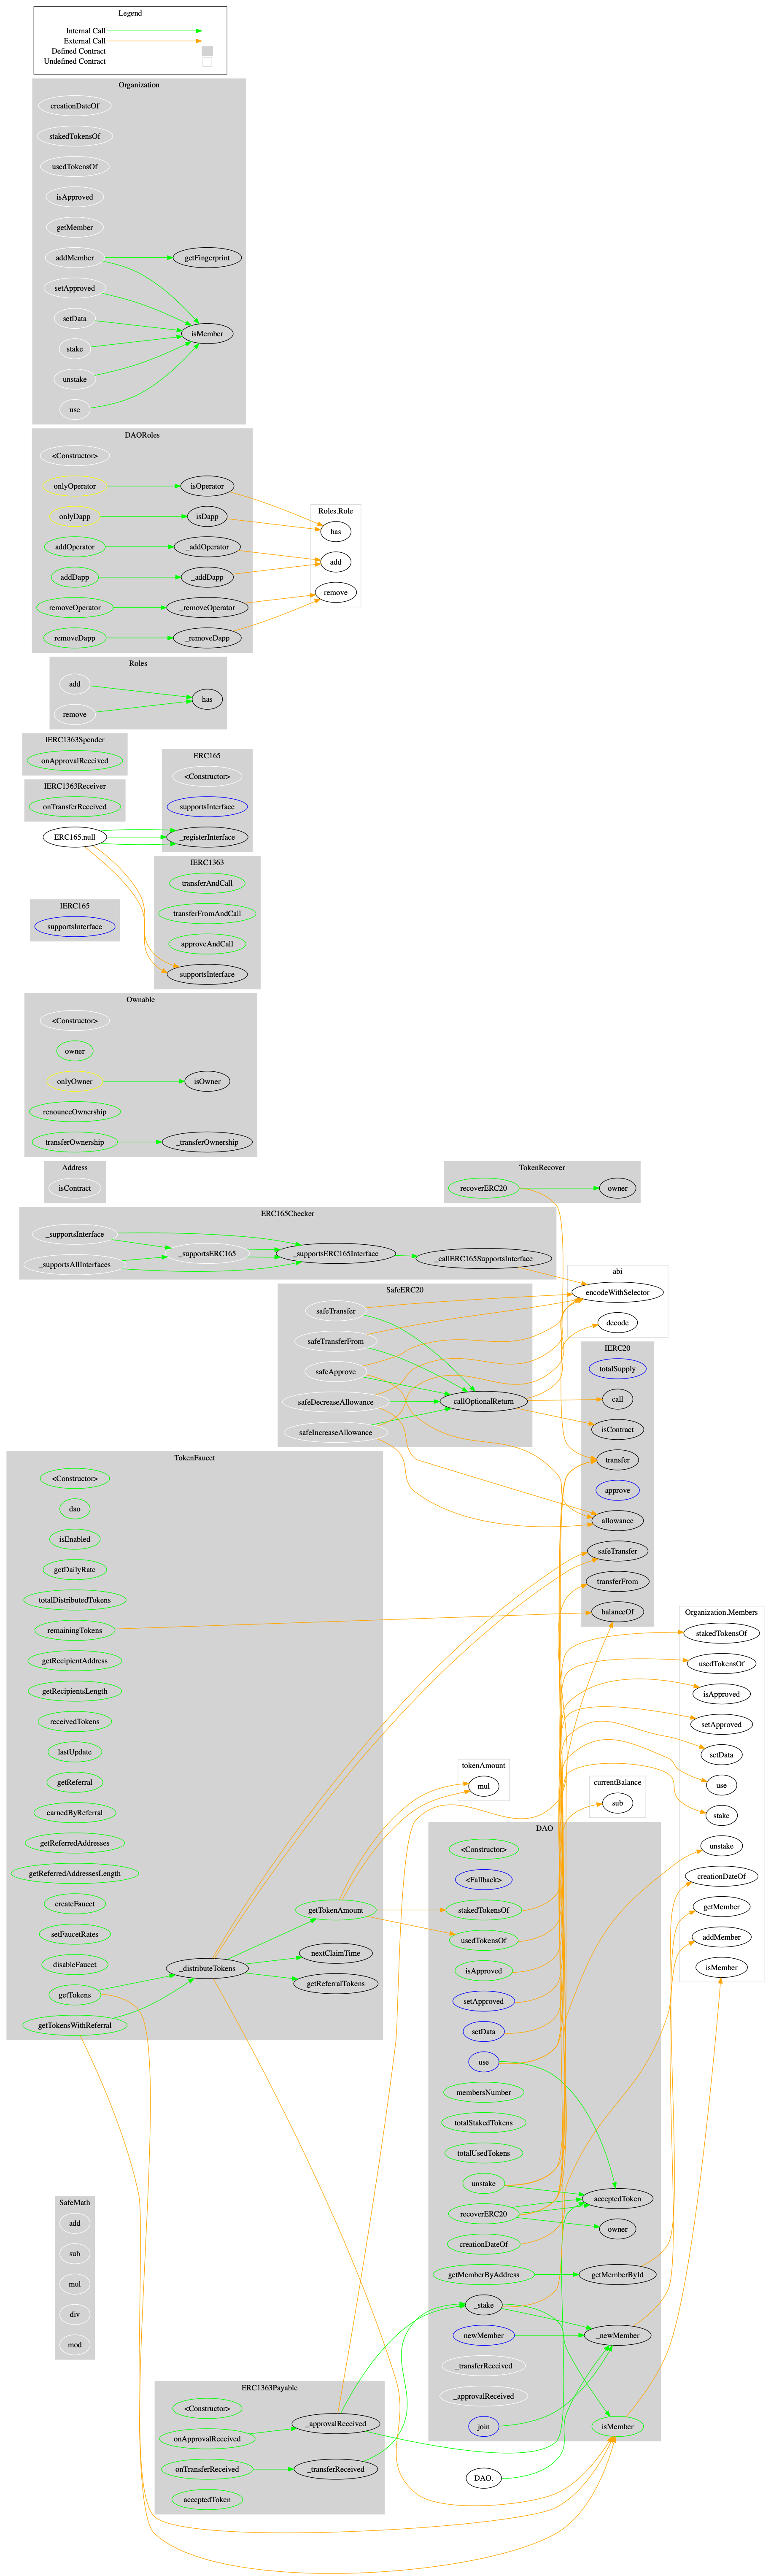 Legend
Internal Call
External Call
Defined Contract
Undefined Contract
Organization
creationDateOf
stakedTokensOf
usedTokensOf
isApproved
getMember
addMember
getFingerprint
setApproved
setData
isMember
stake
unstake
use
DAORoles
<Constructor>
onlyOperator
isOperator
onlyDapp
isDapp
addOperator
_addOperator
addDapp
_addDapp
removeOperator
_removeOperator
removeDapp
_removeDapp
Roles.Role
has
add
remove
Roles
add
remove
has
IERC1363Spender
onApprovalReceived
IERC1363Receiver
onTransferReceived
ERC165
<Constructor>
supportsInterface
_registerInterface
ERC165.null
IERC1363
transferAndCall
transferFromAndCall
approveAndCall
supportsInterface
IERC165
supportsInterface
Ownable
<Constructor>
owner
onlyOwner
isOwner
renounceOwnership
transferOwnership
_transferOwnership
Address
isContract
TokenRecover
recoverERC20
owner
ERC165Checker
_supportsInterface
_supportsAllInterfaces
_supportsERC165
_supportsERC165Interface
_callERC165SupportsInterface
abi
encodeWithSelector
decode
SafeERC20
safeTransfer
safeTransferFrom
safeApprove
safeDecreaseAllowance
safeIncreaseAllowance
callOptionalReturn
IERC20
totalSupply
call
isContract
transfer
approve
allowance
safeTransfer
transferFrom
balanceOf
TokenFaucet
<Constructor>
dao
isEnabled
getDailyRate
totalDistributedTokens
remainingTokens
getRecipientAddress
getRecipientsLength
receivedTokens
lastUpdate
getReferral
earnedByReferral
getReferredAddresses
getReferredAddressesLength
createFaucet
setFaucetRates
disableFaucet
getTokens
getTokensWithReferral
_distributeTokens
getTokenAmount
nextClaimTime
getReferralTokens
Organization.Members
stakedTokensOf
usedTokensOf
isApproved
setApproved
setData
use
stake
unstake
creationDateOf
getMember
addMember
isMember
tokenAmount
mul
currentBalance
sub
DAO
<Constructor>
<Fallback>
stakedTokensOf
usedTokensOf
isApproved
setApproved
setData
use
membersNumber
totalStakedTokens
totalUsedTokens
unstake
recoverERC20
creationDateOf
getMemberByAddress
_stake
newMember
_transferReceived
_approvalReceived
join
acceptedToken
owner
getMemberById
_newMember
isMember
DAO.
SafeMath
add
sub
mul
div
mod
ERC1363Payable
<Constructor>
onApprovalReceived
onTransferReceived
acceptedToken
_approvalReceived
_transferReceived